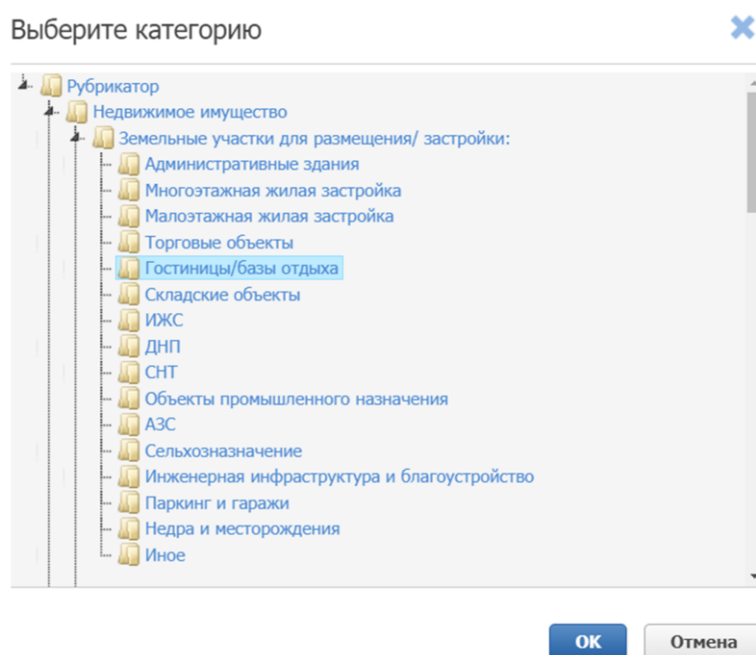 Выберите категорию
Рубрикатор
Недвижимое имущество
Земельные участки для размещения/ застройки:
Административные здания
Многоэтажная жилая застройка
Малоэтажная жилая застройка
Торговые объекты
Гостиницы/базы отдыха
Складские объекты
ИЖС
ДНП
СНТ
Объекты промышленного назначения
АЗС
Сельхозназначение
Инженерная инфраструктура и благоустройство
Паркинг и гаражи
Недра и месторождения
Иное
ОК Отмена